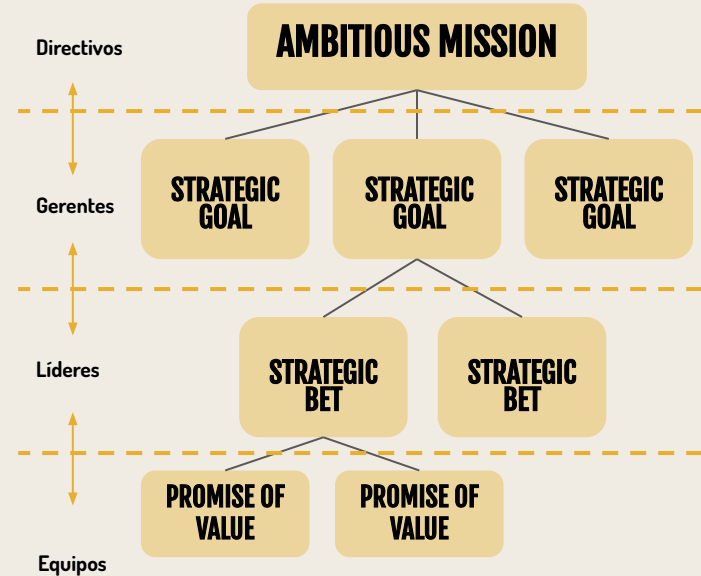 Directivos
AMBITIOUS MISSION
Gerentes
STRATEGIC
GOAL
STRATEGIC
GOAL
STRATEGIC
GOAL
Líderes
STRATEGIC
BET
STRATEGIC
BET
PROMISE OF
VALUE
PROMISE OF
VALUE
Equipos